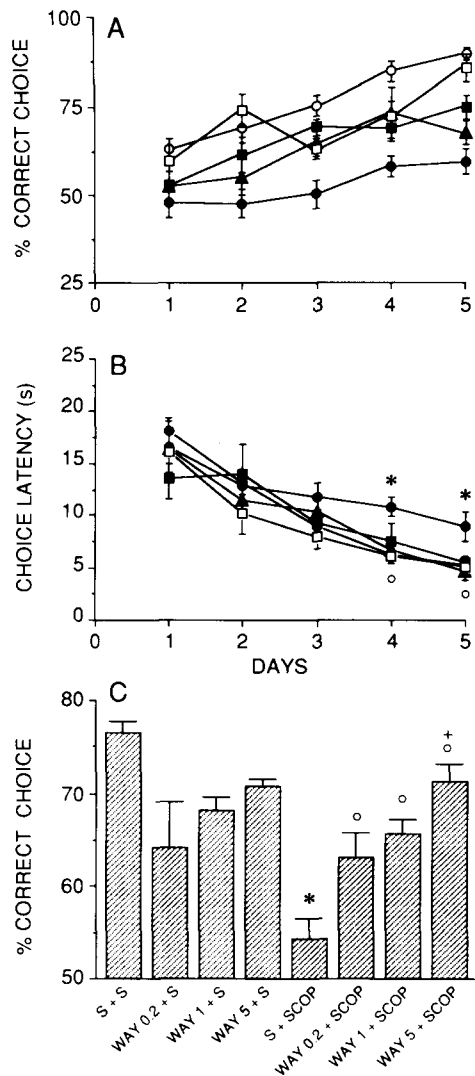 A
% CORRECT CHOICE
100
75
50
25
0 1 2 3 4 5
B
CHOICE LATENCY (s)
25
20
15
10
5
0
* *
0 1 2 3 4 5
DAYS
C
% CORRECT CHOICE
80
70
60
50
*
+
S + S
WAY 0.2 + S
WAY 1 + S
WAY 5 + S
S + SCOP
WAY 0.2 + SCOP
WAY 1 + SCOP
WAY 5 + SCOP